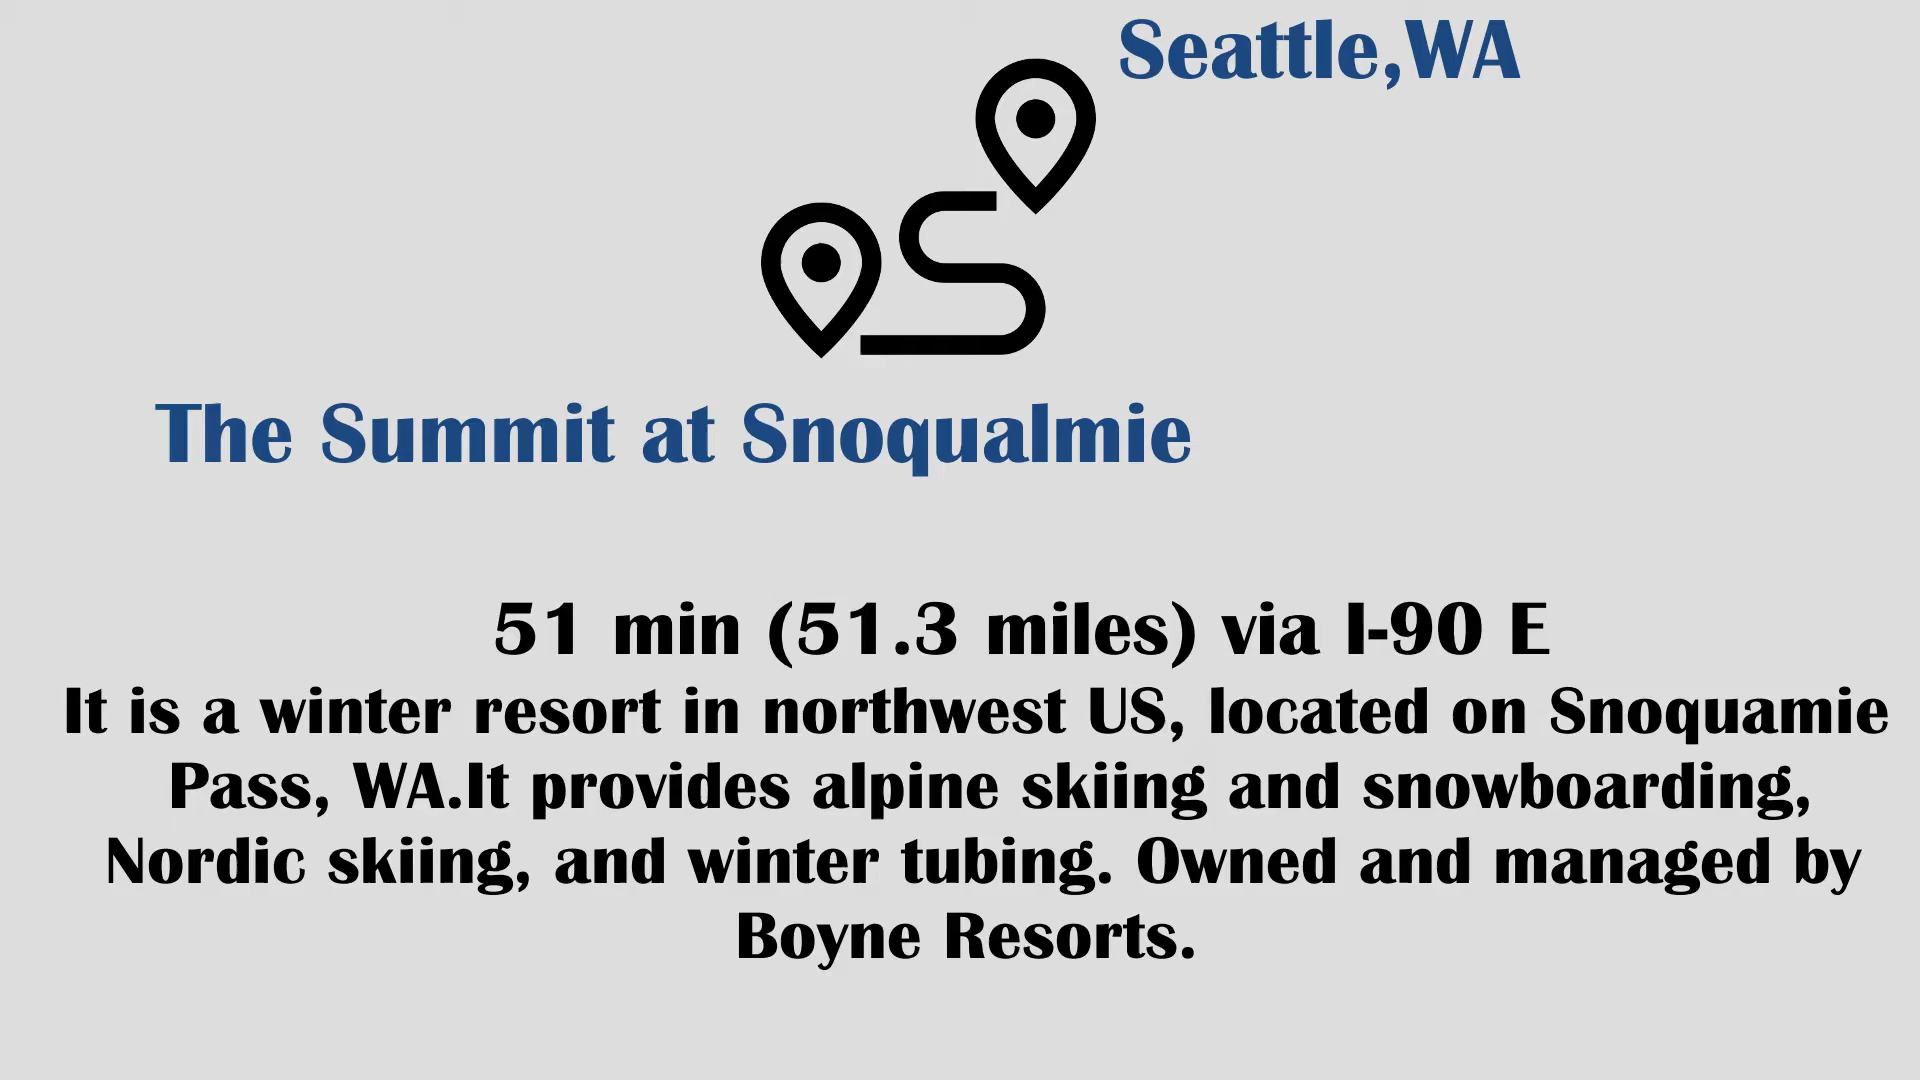 Seattle,WA
The Summit at Snoqualmie
51 min (51.3 miles) via I-90 E
It is a winter resort in northwest US, located on Snoquamie
Pass, WA.It provides alpine skiing and snowboarding,
Nordic skiing, and winter tubing. Owned and managed by
Boyne Resorts.